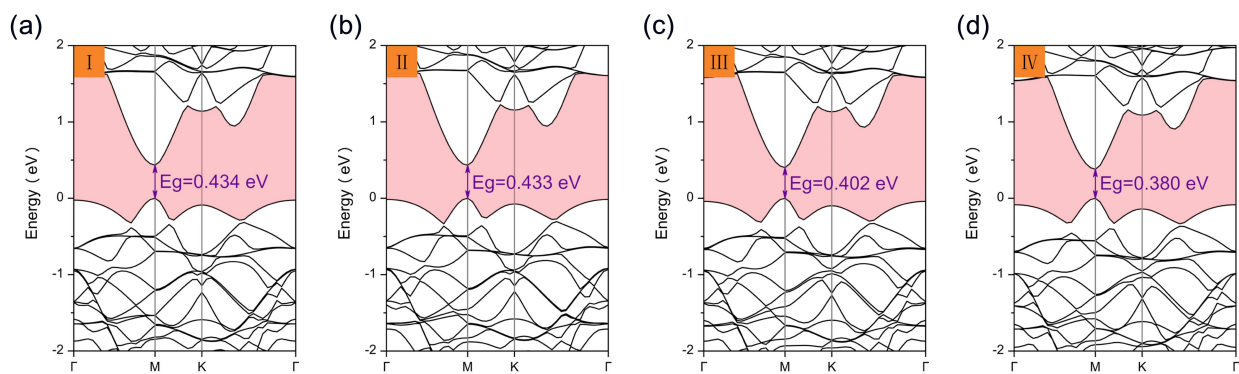 (a)
(b)
(c)
(d)
Energy ( eV )
2
1
0
-1
-2
Ⅰ
Eg=0.434 eV
Γ M K Γ
Energy ( eV )
2
1
0
-1
-2
Ⅱ
Eg=0.433 eV
Γ M K Γ
Energy ( eV )
2
1
0
-1
-2
Ⅲ
Eg=0.402 eV
Γ M K Γ
Energy ( eV )
2
1
0
-1
-2
Ⅳ
Eg=0.380 eV
Γ M K Γ